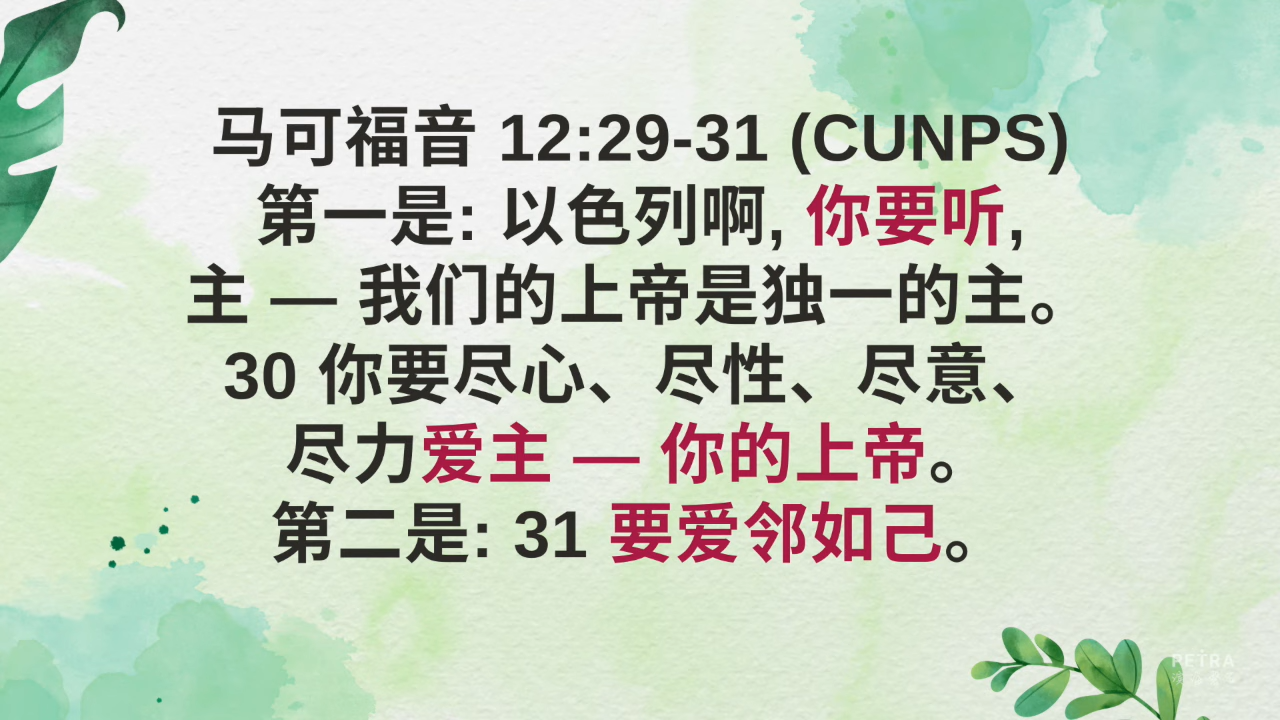 马可福音 12:29-31 (CUNPS)
第一是: 以色列啊, 你要听,
主 — 我们的上帝是独一的主。
30 你要尽心、尽性、尽意、
尽力爱主 — 你的上帝。
第二是: 31 要爱邻如己。
PETRA